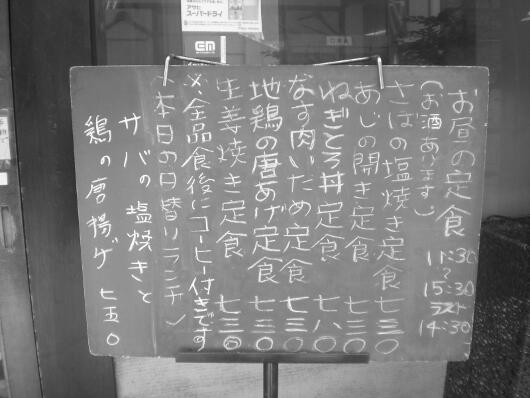 アサヒ
スーパードライ
お昼の定食
11:30
~
15:30
ラスト
14:30
(お酒あります)
さばの塩焼き定食 七三〇
あじの開き定食 七三〇
ねぎとろ丼定食 七八〇
なす肉いため定食 七三〇
地鶏の唐あげ定食 七三〇
生姜焼き定食 七三〇
※全品食後にコーヒー付きです
(本日の日替りランチ)
サバの塩焼きと
鶏の唐揚げ 七五〇